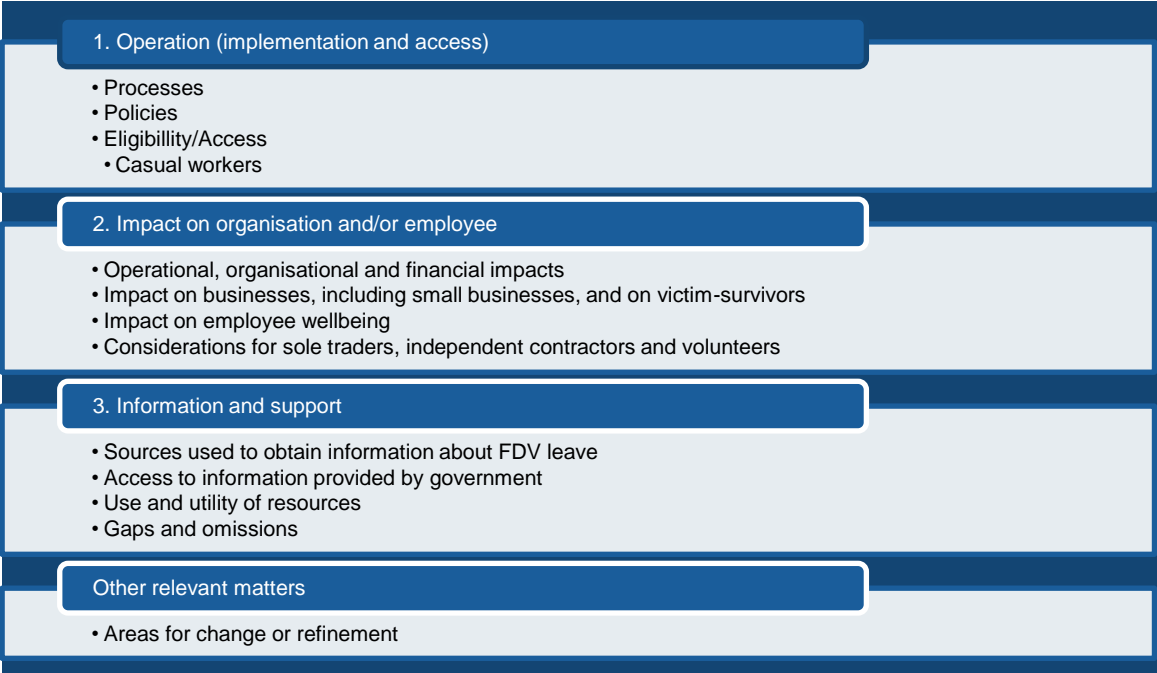 1. Operation (implementation and access)
• Processes
• Policies
• Eligibillity/Access
• Casual workers
2. Impact on organisation and/or employee
• Operational, organisational and financial impacts
• Impact on businesses, including small businesses, and on victim-survivors
• Impact on employee wellbeing
• Considerations for sole traders, independent contractors and volunteers
3. Information and support
• Sources used to obtain information about FDV leave
• Access to information provided by government
• Use and utility of resources
• Gaps and omissions
Other relevant matters
• Areas for change or refinement